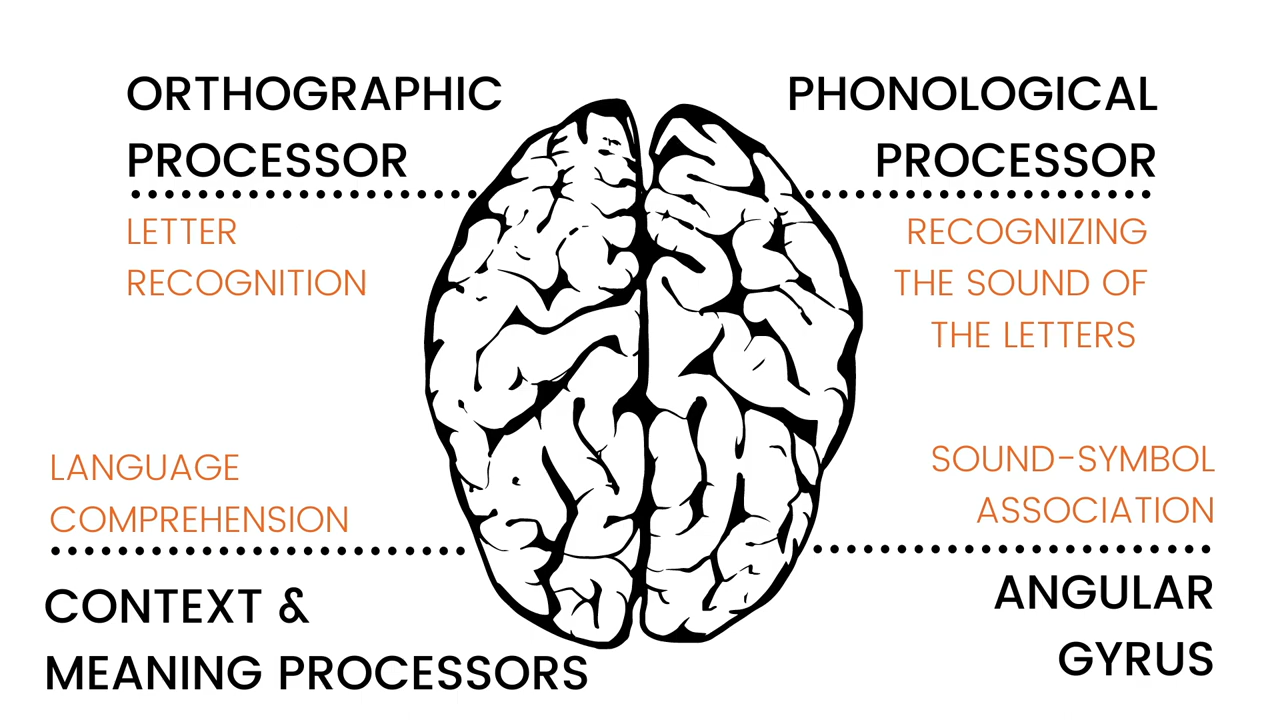 ORTHOGRAPHIC
PROCESSOR
LETTER
RECOGNITION
PHONOLOGICAL
PROCESSOR
RECOGNIZING
THE SOUND OF
THE LETTERS
LANGUAGE
COMPREHENSION
CONTEXT &
MEANING PROCESSORS
SOUND-SYMBOL
ASSOCIATION
ANGULAR
GYRUS